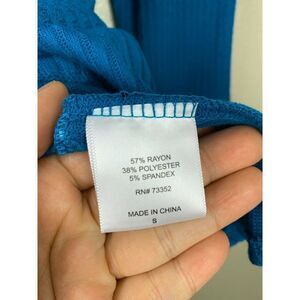 57% RAYON
38% POLYESTER
5% SPANDEX
RN# 73352
MADE IN CHINA
S